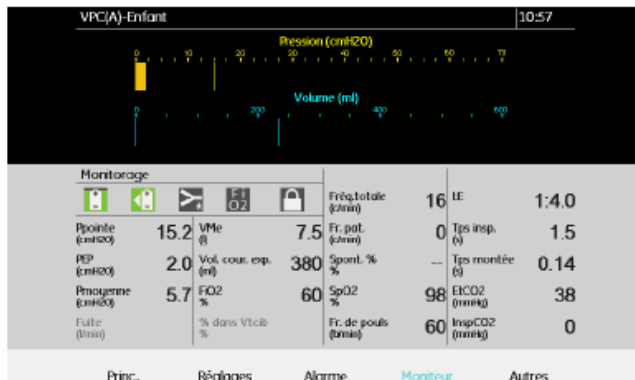 VPC(A)-Enfant 10:57
Pression (cmH2O)
0 10 20 30 40 50 60 70
Volume (ml)
0 200 400 600
Monitorage
Fi O2
Fréq.totale (c/min) 16 I:E 1:4.0
Ppointe (cmH2O) 15.2 VMe (l) 7.5 Fr. pat. (c/min) 0 Tps insp. (s) 1.5
PEP (cmH2O) 2.0 Vol. cour. exp. (ml) 380 Spont. % % -- Tps montée (s) 0.14
Pmoyenne (cmH2O) 5.7 FiO2 % 60 SpO2 % 98 EtCO2 (mmHg) 38
Fuite (l/min) % dans Vtcib % Fr. de pouls (b/min) 60 InspCO2 (mmHg) 0
Princ. Réglages Alarme Moniteur Autres